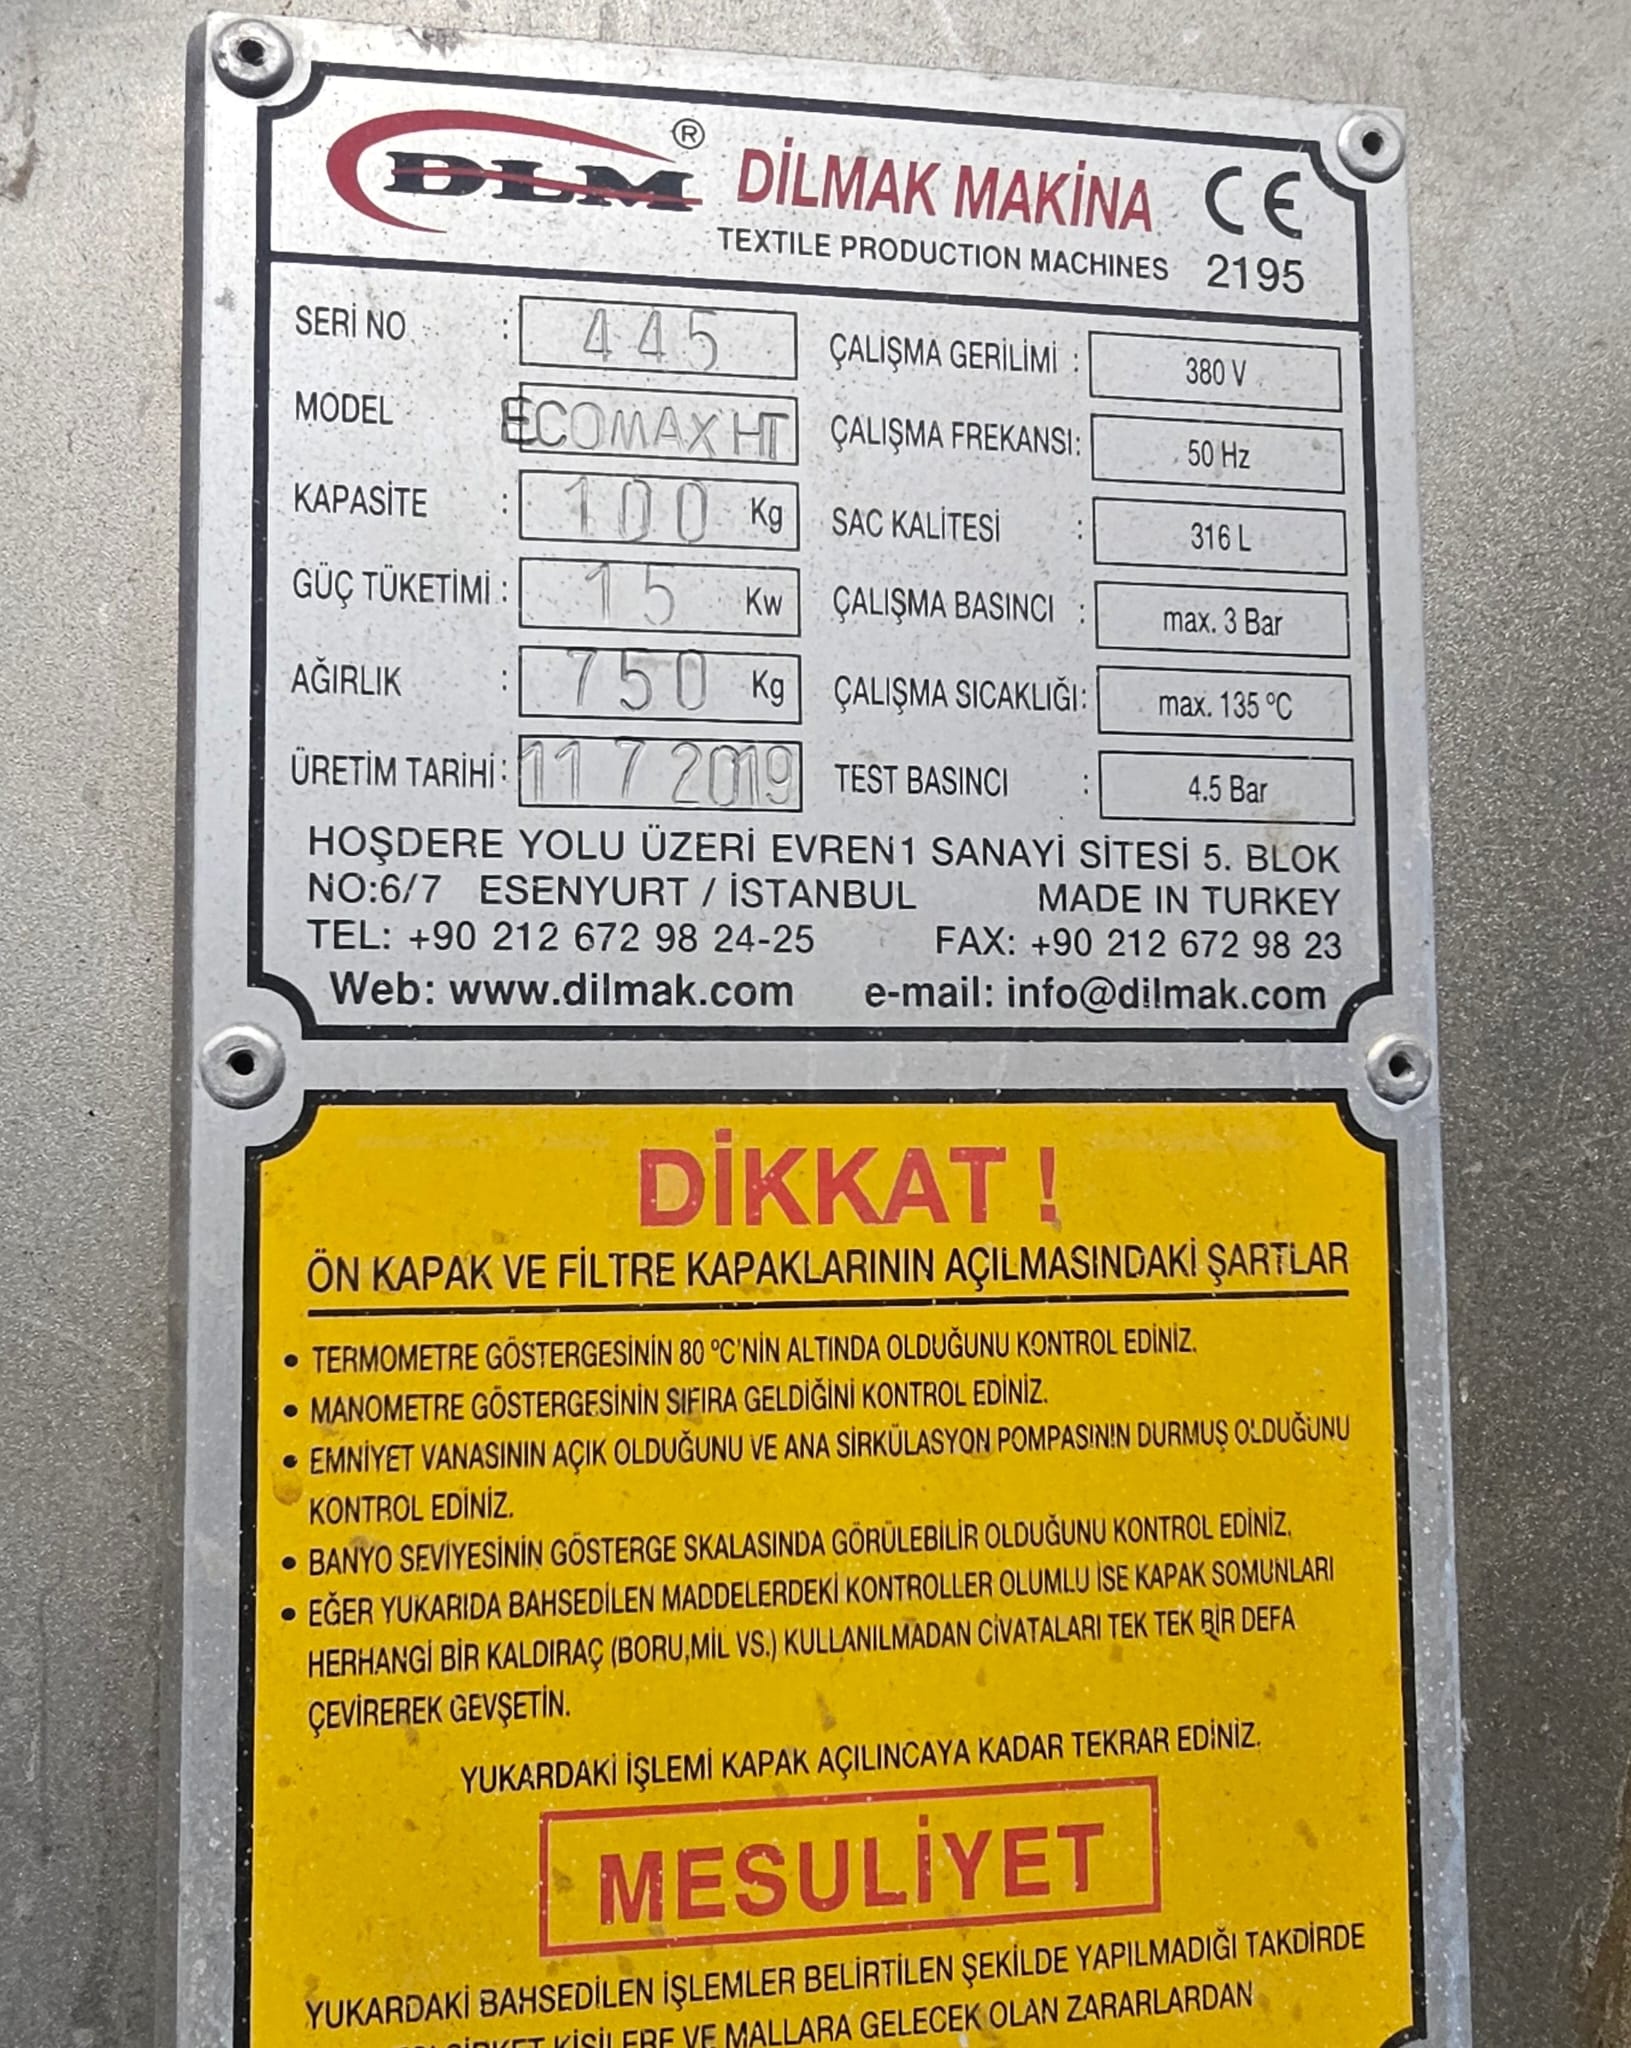 DLM ® DİLMAK MAKİNA CE
TEXTILE PRODUCTION MACHINES 2195
SERİ NO : 445
MODEL ECOMAX HT
KAPASİTE : 100 Kg
GÜÇ TÜKETİMİ : 15 Kw
AĞIRLIK : 750 Kg
ÜRETİM TARİHİ : 11 7 2019
ÇALIŞMA GERİLİMİ : 380 V
ÇALIŞMA FREKANSI: 50 Hz
SAC KALİTESİ : 316 L
ÇALIŞMA BASINCI : max. 3 Bar
ÇALIŞMA SICAKLIĞI: max. 135 ºC
TEST BASINCI : 4.5 Bar
HOŞDERE YOLU ÜZERİ EVREN1 SANAYİ SİTESİ 5. BLOK
NO:6/7 ESENYURT / İSTANBUL MADE IN TURKEY
TEL: +90 212 672 98 24-25 FAX: +90 212 672 98 23
Web: www.dilmak.com e-mail: info@dilmak.com
DİKKAT !
ÖN KAPAK VE FİLTRE KAPAKLARININ AÇILMASINDAKİ ŞARTLAR
• TERMOMETRE GÖSTERGESİNİN 80 ºC'NİN ALTINDA OLDUĞUNU KONTROL EDİNİZ.
• MANOMETRE GÖSTERGESİNİN SIFIRA GELDİĞİNİ KONTROL EDİNİZ.
• EMNİYET VANASININ AÇIK OLDUĞUNU VE ANA SİRKÜLASYON POMPASININ DURMUŞ OLDUĞUNU
KONTROL EDİNİZ.
• BANYO SEVİYESİNİN GÖSTERGE SKALASINDA GÖRÜLEBİLİR OLDUĞUNU KONTROL EDİNİZ.
• EĞER YUKARIDA BAHSEDİLEN MADDELERDEKİ KONTROLLER OLUMLU İSE KAPAK SOMUNLARI
HERHANGİ BİR KALDIRAÇ (BORU,MİL VS.) KULLANILMADAN CİVATALARI TEK TEK BİR DEFA
ÇEVİREREK GEVŞETİN.
YUKARDAKİ İŞLEMİ KAPAK AÇILINCAYA KADAR TEKRAR EDİNİZ.
MESULİYET
YUKARDAKİ BAHSEDİLEN İŞLEMLER BELİRTİLEN ŞEKİLDE YAPILMADIĞI TAKDİRDE
ŞİRKET KİŞİLERE VE MALLARA GELECEK OLAN ZARARLARDAN